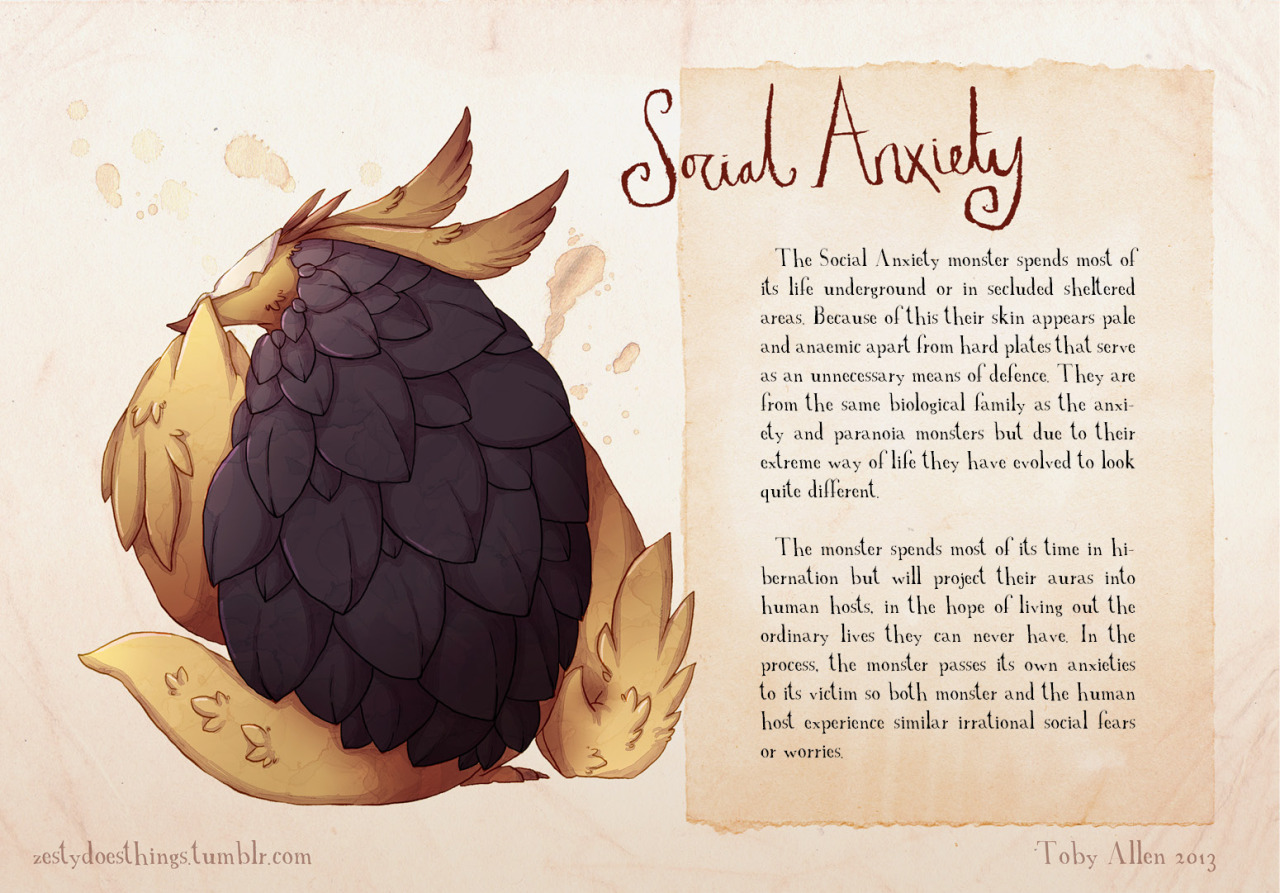 Social Anxiety
The Social Anxiety monster spends most of
its life underground or in secluded sheltered
areas. Because of this their skin appears pale
and anaemic apart from hard plates that serve
as an unnecessary means of defence. They are
from the same biological family as the anxi-
ety and paranoia monsters but due to their
extreme way of life they have evolved to look
quite different.
The monster spends most of its time in hi-
bernation but will project their auras into
human hosts, in the hope of living out the
ordinary lives they can never have. In the
process, the monster passes its own anxieties
to its victim so both monster and the human
host experience similar irrational social fears
or worries.
zestydoesthings.tumblr.com
Toby Allen 2013